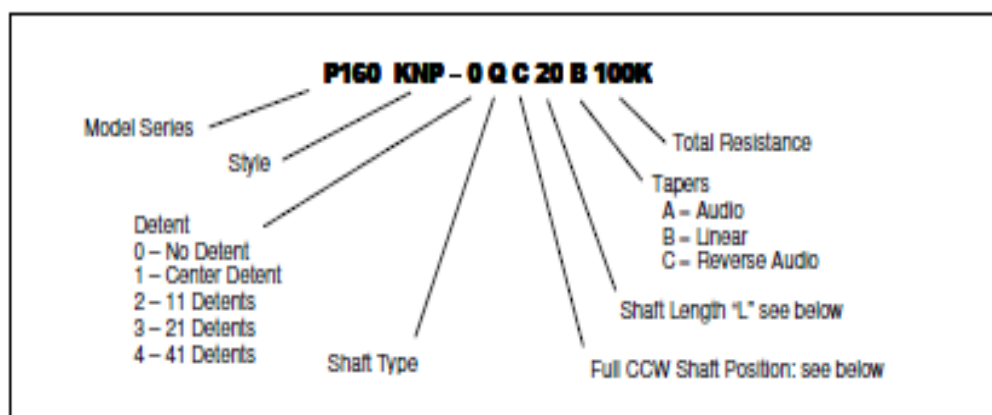 P160 KNP – 0 Q C 20 B 100K
Model Series
Style
Detent
0 – No Detent
1 – Center Detent
2 – 11 Detents
3 – 21 Detents
4 – 41 Detents
Shaft Type
Total Resistance
Tapers
A – Audio
B – Linear
C – Reverse Audio
Shaft Length "L" see below
Full CCW Shaft Position: see below